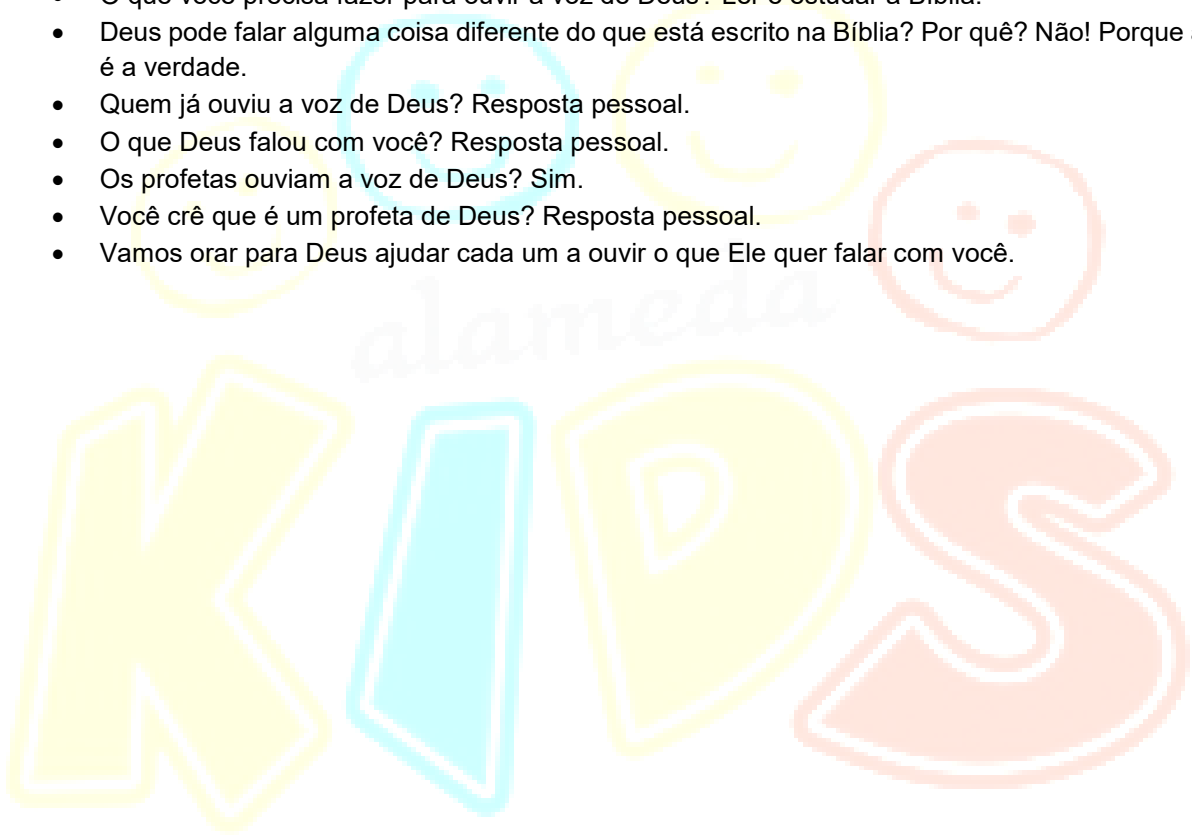 O que você precisa fazer para ouvir a voz de Deus? Ler e estudar a Bíblia.
• Deus pode falar alguma coisa diferente do que está escrito na Bíblia? Por quê? Não! Porque
é a verdade.
• Quem já ouviu a voz de Deus? Resposta pessoal.
• O que Deus falou com você? Resposta pessoal.
• Os profetas ouviam a voz de Deus? Sim.
• Você crê que é um profeta de Deus? Resposta pessoal.
• Vamos orar para Deus ajudar cada um a ouvir o que Ele quer falar com você.
alameda
KIDS